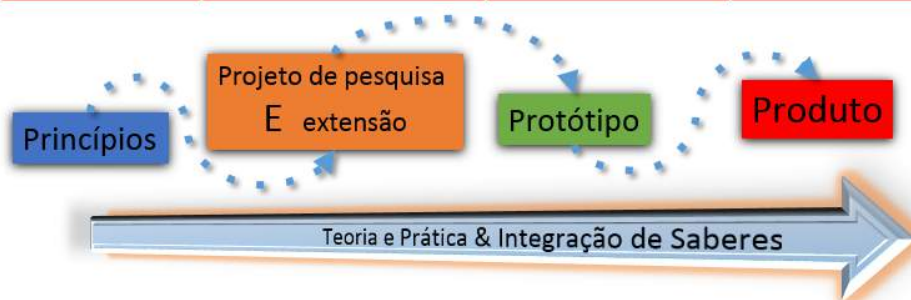 Princípios
Projeto de pesquisa
E extensão
Protótipo
Produto
Teoria e Prática & Integração de Saberes